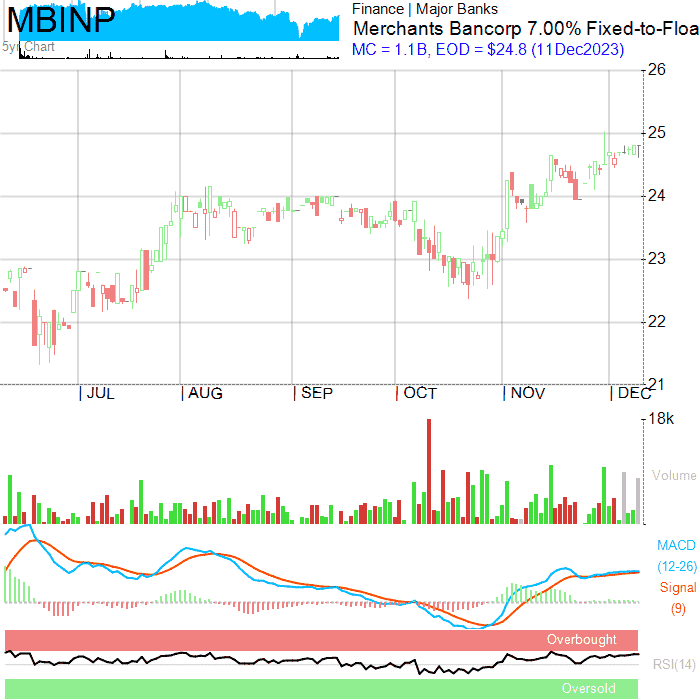 MBINP
5yr Chart
Finance | Major Banks
Merchants Bancorp 7.00% Fixed-to-Floa
MC = 1.1B, EOD = $24.8 (11Dec2023)
26
25
24
23
22
21
| JUL | AUG | SEP | OCT | NOV | DEC
18k
Volume
MACD
(12-26)
Signal
(9)
Overbought
RSI(14)
Oversold